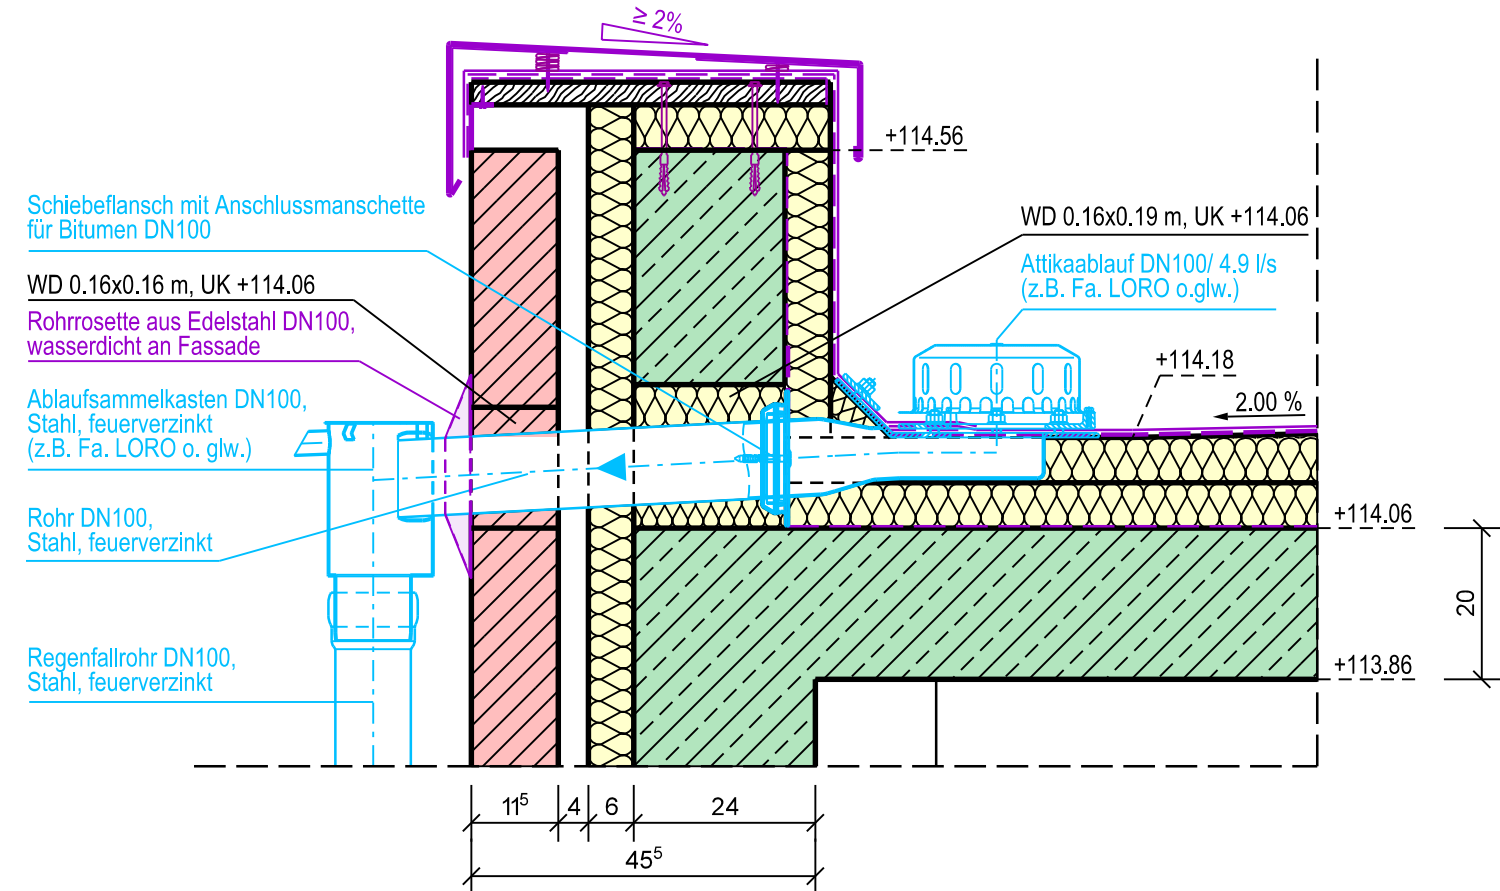 ≥ 2%
+114.56
Schiebeflansch mit Anschlussmanschette
für Bitumen DN100
WD 0.16x0.19 m, UK +114.06
Attikaablauf DN100/ 4.9 l/s
(z.B. Fa. LORO o.glw.)
WD 0.16x0.16 m, UK +114.06
Rohrrosette aus Edelstahl DN100,
wasserdicht an Fassade
+114.18
2.00 %
Ablaufsammelkasten DN100,
Stahl, feuerverzinkt
(z.B. Fa. LORO o. glw.)
Rohr DN100,
Stahl, feuerverzinkt
+114.06
20
Regenfallrohr DN100,
Stahl, feuerverzinkt
+113.86
11⁵ 4 6 24
45⁵